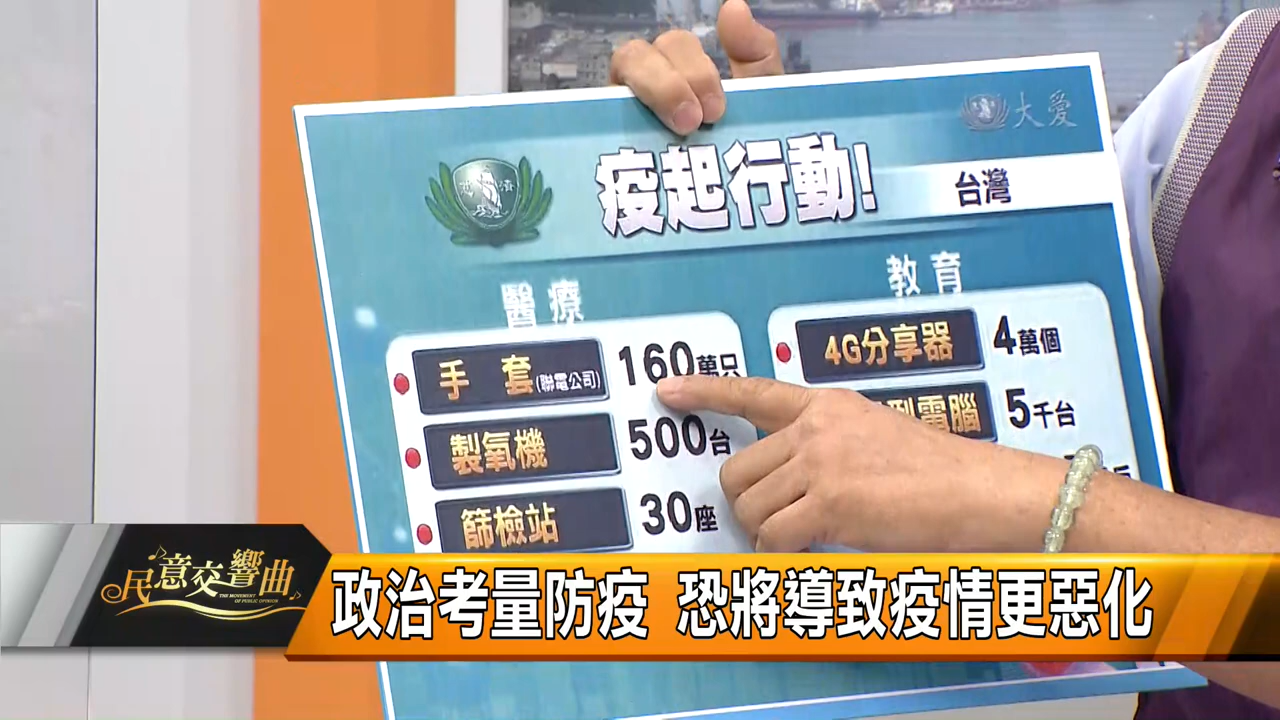 大愛
疫起行動!
台灣
醫療
手套(聯電公司) 160萬只
製氧機 500台
篩檢站 30座
教育
4G分享器 4萬個
型電腦 5千台
民意交響曲
THE MOVEMENT
OF PUBLIC OPINION
政治考量防疫 恐將導致疫情更惡化